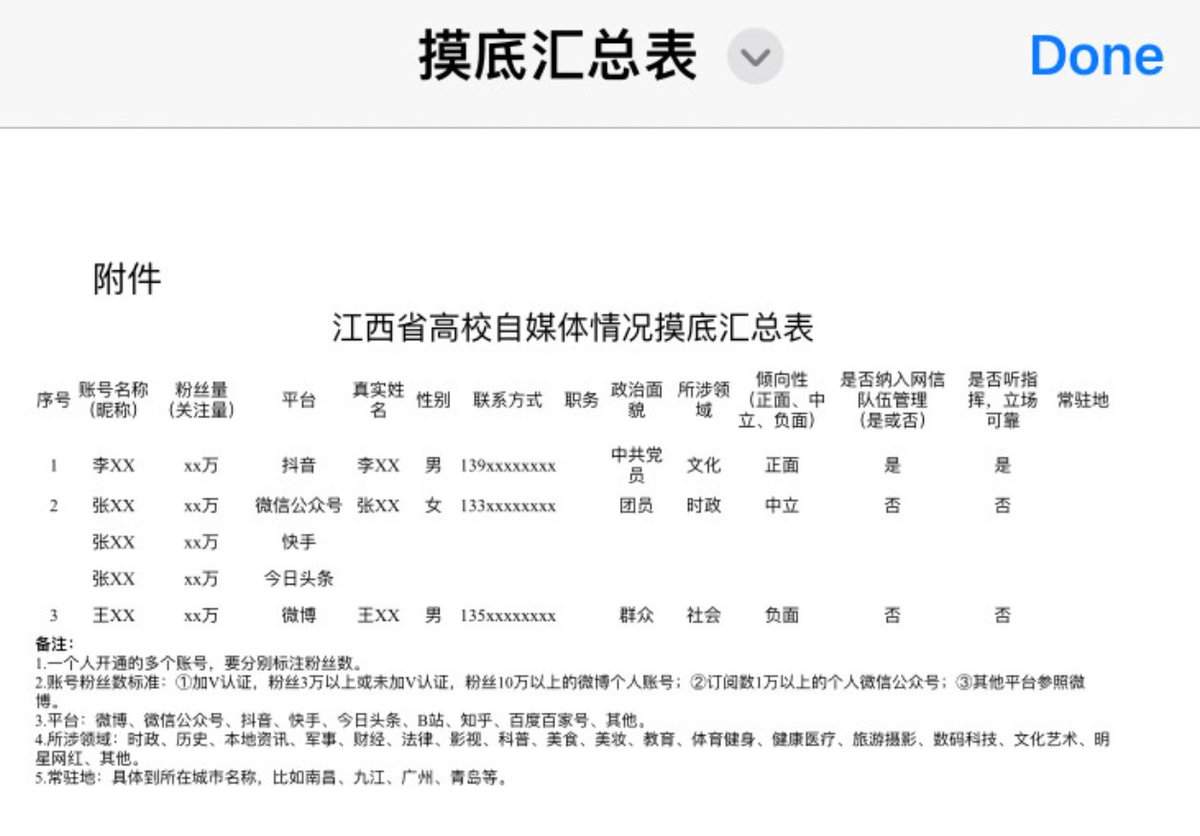 摸底汇总表
Done
附件
江西省高校自媒体情况摸底汇总表
序号 账号名称（昵称） 粉丝量（关注量） 平台 真实姓名 性别 联系方式 职务 政治面貌 所涉领域 倾向性（正面、中立、负面） 是否纳入网信队伍管理（是或否） 是否听指挥，立场可靠 常驻地
1 李XX xx万 抖音 李XX 男 139xxxxxxxx 中共党员 文化 正面 是 是
2 张XX xx万 微信公众号 张XX 女 133xxxxxxxx 团员 时政 中立 否 否
张XX xx万 快手
张XX xx万 今日头条
3 王XX xx万 微博 王XX 男 135xxxxxxxx 群众 社会 负面 否 否
备注：
1.一个人开通的多个账号，要分别标注粉丝数。
2.账号粉丝数标准：①加V认证，粉丝3万以上或未加V认证，粉丝10万以上的微博个人账号；②订阅数1万以上的个人微信公众号；③其他平台参照微
博。
3.平台：微博、微信公众号、抖音、快手、今日头条、B站、知乎、百度百家号、其他。
4.所涉领域：时政、历史、本地资讯、军事、财经、法律、影视、科普、美食、美妆、教育、体育健身、健康医疗、旅游摄影、数码科技、文化艺术、明
星网红、其他。
5.常驻地：具体到所在城市名称，比如南昌、九江、广州、青岛等。